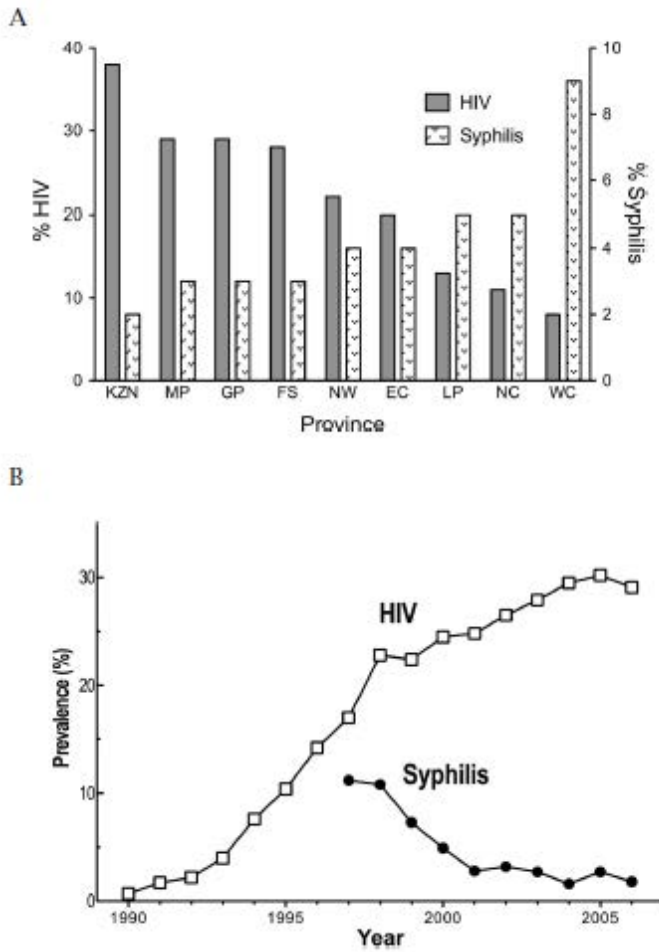 A
40
30
20
10
0
% HIV
10
8
6
4
2
0
% Syphilis
HIV
Syphilis
KZN MP GP FS NW EC LP NC WC
Province
B
30
20
10
0
Prevalence (%)
HIV
Syphilis
1990 1995 2000 2005
Year